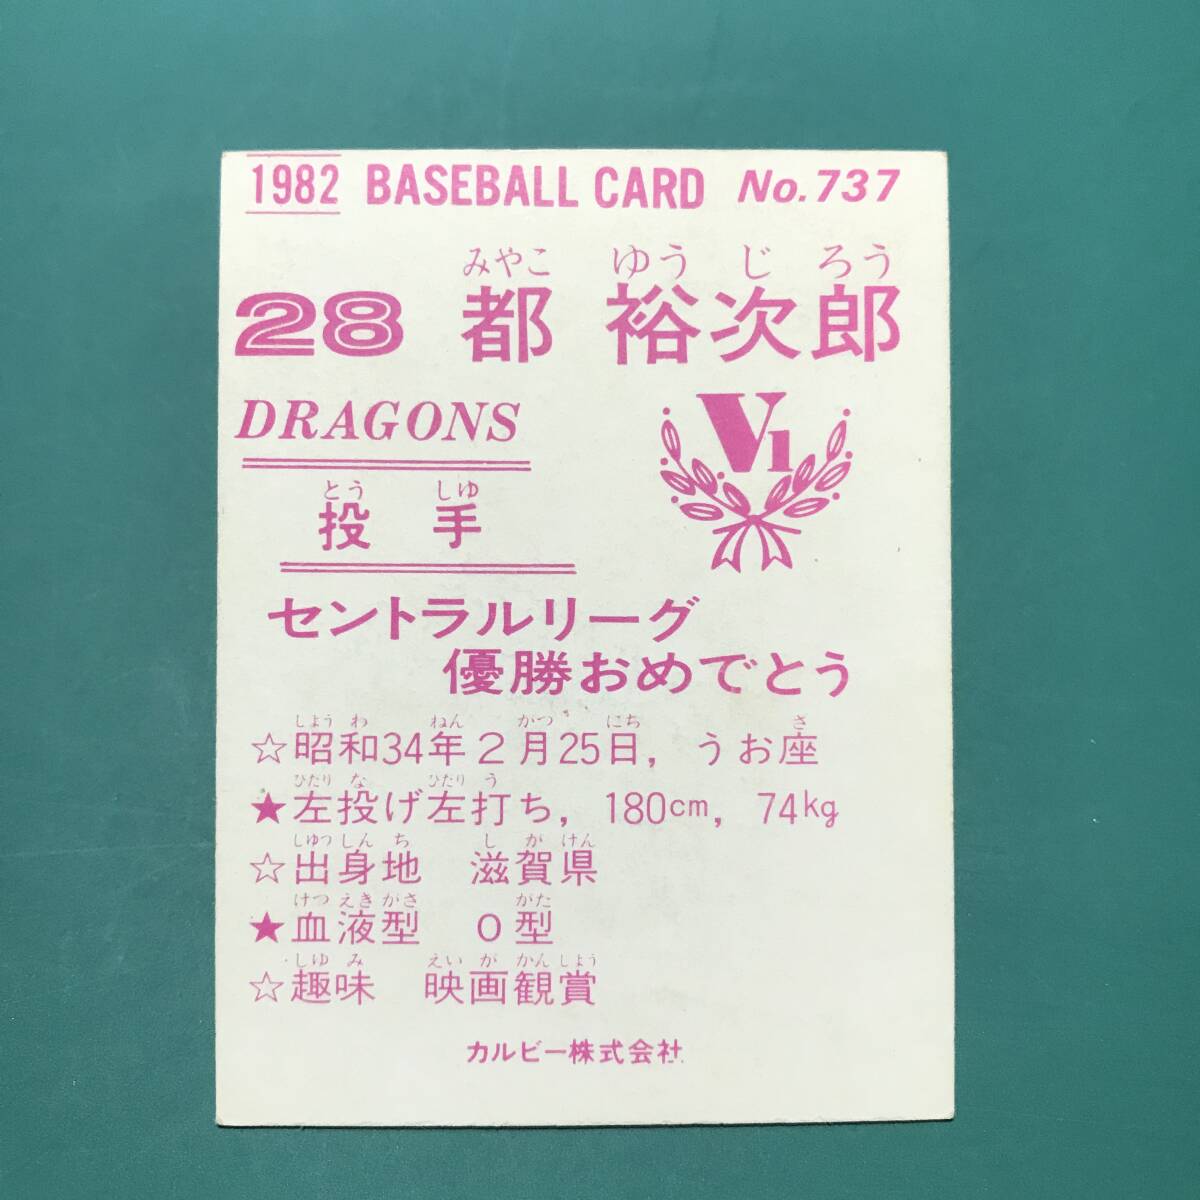 1982 BASEBALL CARD No.737
みやこ ゆう じ ろう
28 都 裕次郎
DRAGONS
V1
とう しゆ
投手
セントラルリーグ
優勝おめでとう
しよう わ ねん がつ にち ざ
☆昭和34年2月25日，うお座
ひだり な ひだり う
★左投げ左打ち，180cm，74kg
しゆつ しん ち し が けん
☆出身地 滋賀県
けつ えき がた がた
★血液型 O型
しゆ み えい が かん しよう
☆趣味 映画観賞
カルビー株式会社